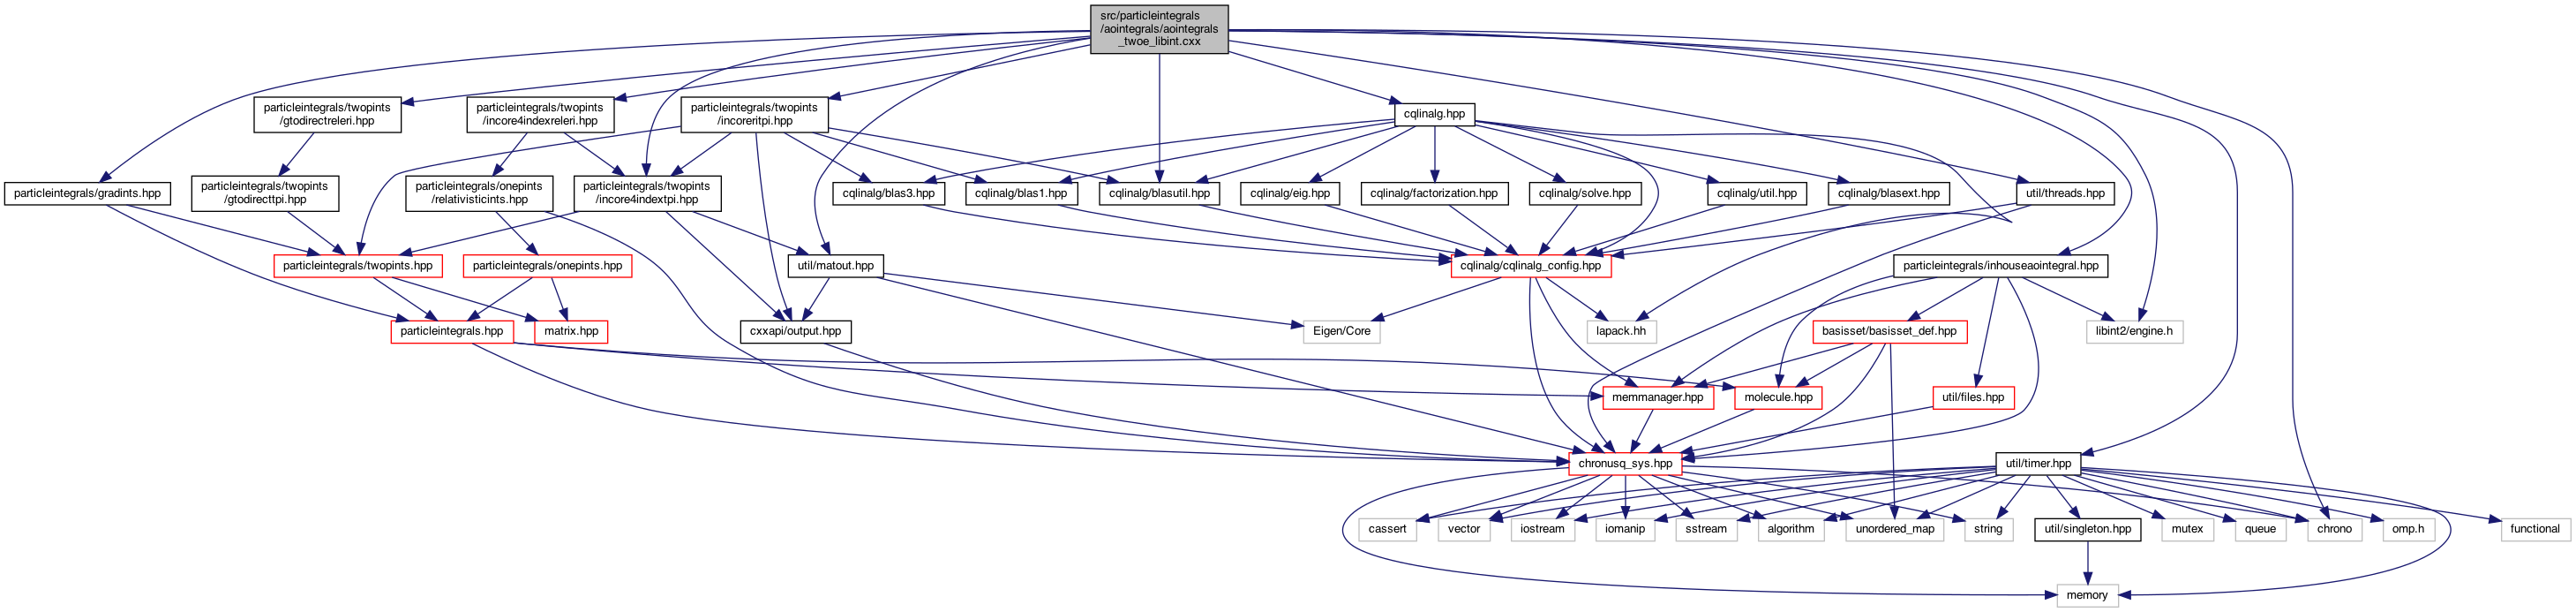 src/particleintegrals
/aointegrals/aointegrals
_twoe_libint.cxx
particleintegrals/twopints
/gtodirectreleri.hpp
particleintegrals/twopints
/incore4indexreleri.hpp
particleintegrals/twopints
/incoreritpi.hpp
cqlinalg.hpp
particleintegrals/gradints.hpp
particleintegrals/twopints
/gtodirecttpi.hpp
particleintegrals/onepints
/relativisticints.hpp
particleintegrals/twopints
/incore4indextpi.hpp
cqlinalg/blas3.hpp
cqlinalg/blas1.hpp
cqlinalg/blasutil.hpp
cqlinalg/eig.hpp
cqlinalg/factorization.hpp
cqlinalg/solve.hpp
cqlinalg/util.hpp
cqlinalg/blasext.hpp
util/threads.hpp
particleintegrals/twopints.hpp
particleintegrals/onepints.hpp
util/matout.hpp
cqlinalg/cqlinalg_config.hpp
particleintegrals/inhouseaointegral.hpp
particleintegrals.hpp
matrix.hpp
cxxapi/output.hpp
Eigen/Core
lapack.hh
basisset/basisset_def.hpp
libint2/engine.h
memmanager.hpp
molecule.hpp
util/files.hpp
chronusq_sys.hpp
util/timer.hpp
cassert
vector
iostream
iomanip
sstream
algorithm
unordered_map
string
util/singleton.hpp
mutex
queue
chrono
omp.h
functional
memory